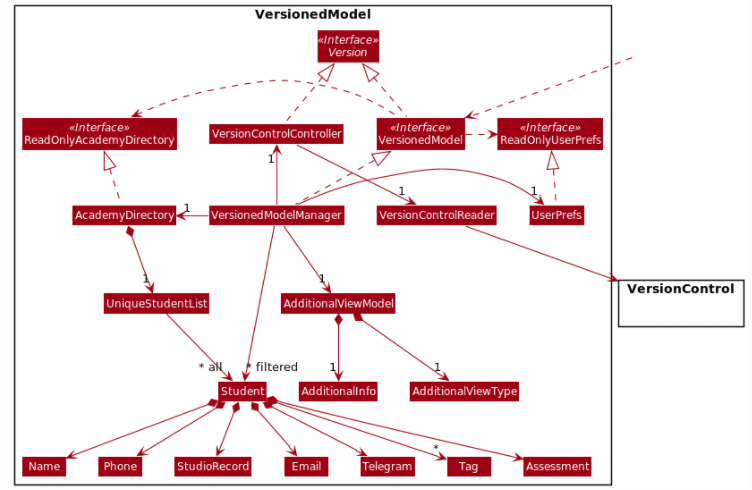 VersionedModel
«Interface»
Version
«Interface»
ReadOnlyAcademyDirectory
VersionControlController
«Interface»
VersionedModel
«Interface»
ReadOnlyUserPrefs
1
1
1
AcademyDirectory
1
VersionedModelManager
VersionControlReader
UserPrefs
1
1
VersionControl
UniqueStudentList
AdditionalViewModel
* all
* filtered
1
1
Student
AdditionalInfo
AdditionalViewType
*
Name
Phone
StudioRecord
Email
Telegram
Tag
Assessment